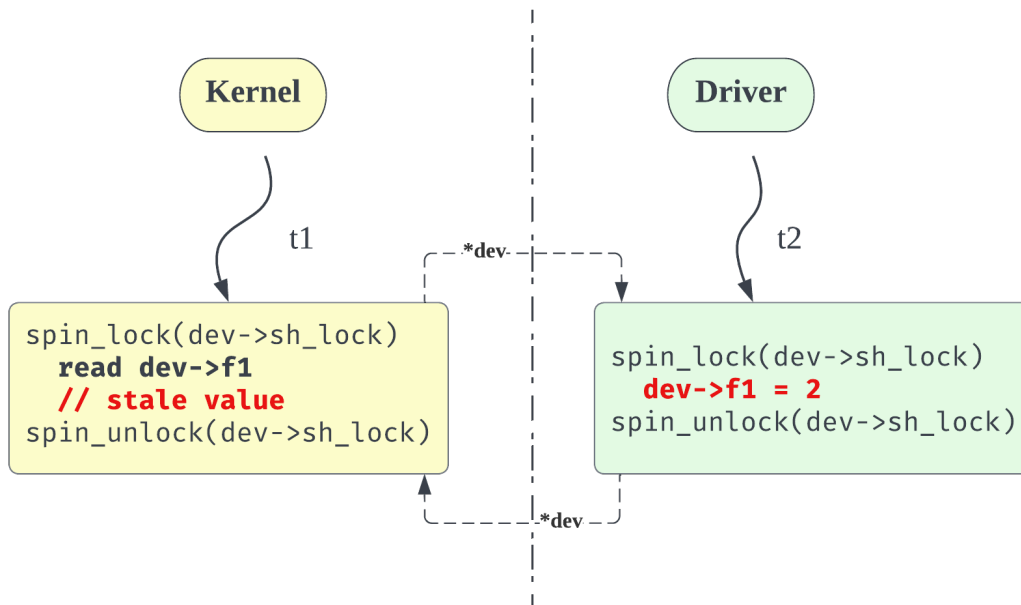 Kernel
Driver
t1
t2
*dev
spin_lock(dev->sh_lock)
read dev->f1
// stale value
spin_unlock(dev->sh_lock)
spin_lock(dev->sh_lock)
dev->f1 = 2
spin_unlock(dev->sh_lock)
*dev